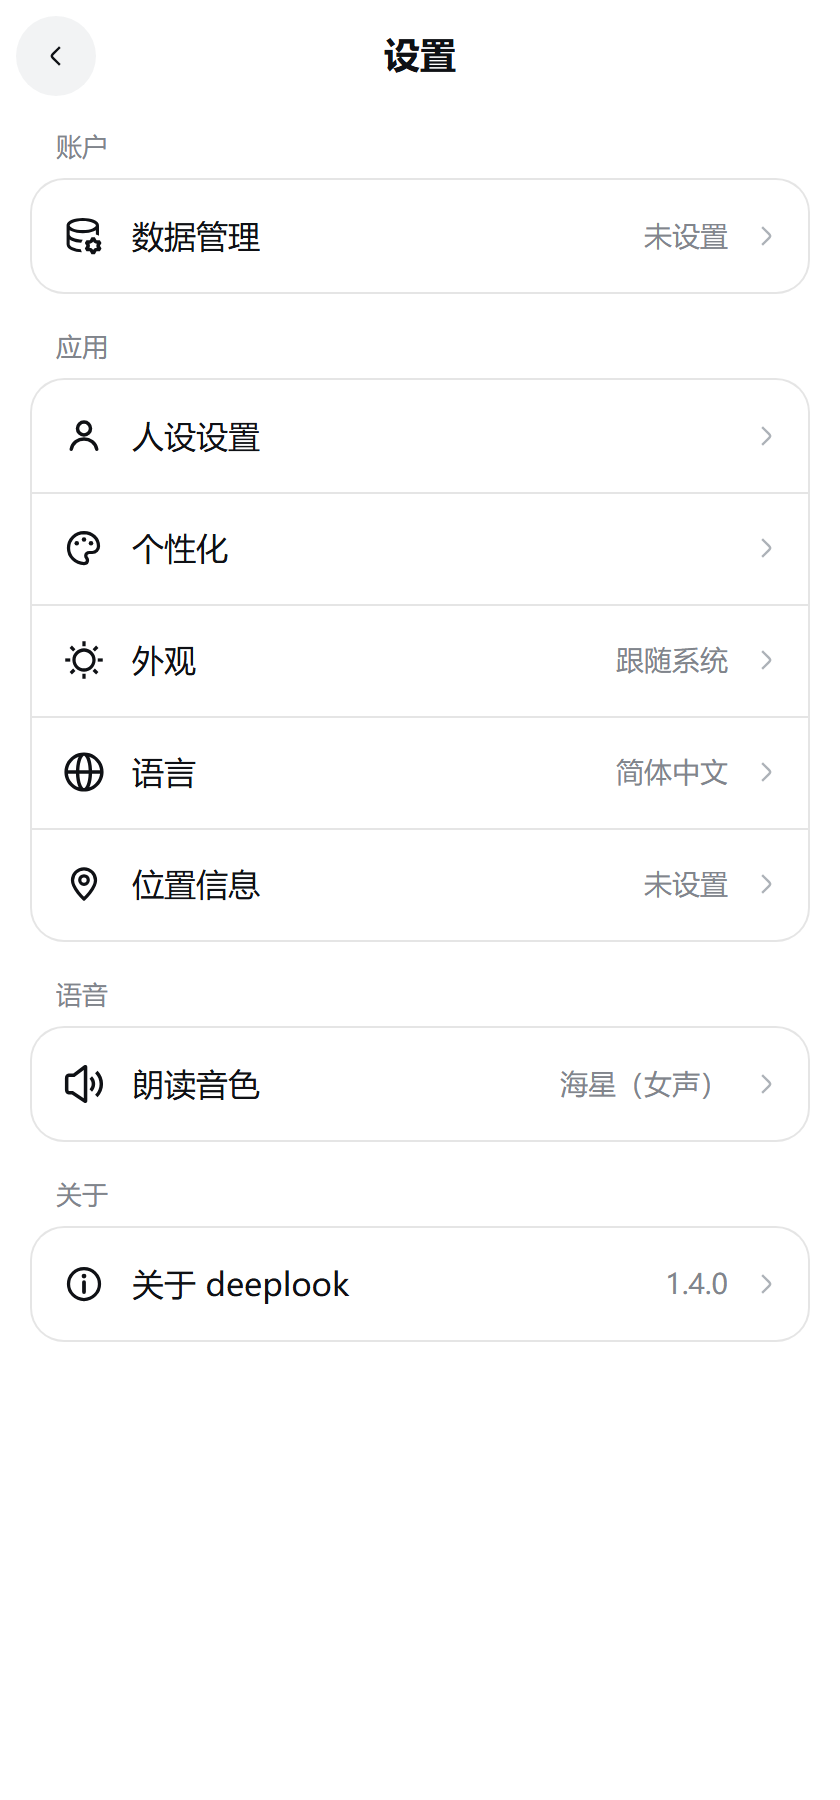 设置
账户
数据管理 未设置
应用
人设设置
个性化
外观 跟随系统
语言 简体中文
位置信息 未设置
语音
朗读音色 海星（女声）
关于
关于 deeplook 1.4.0